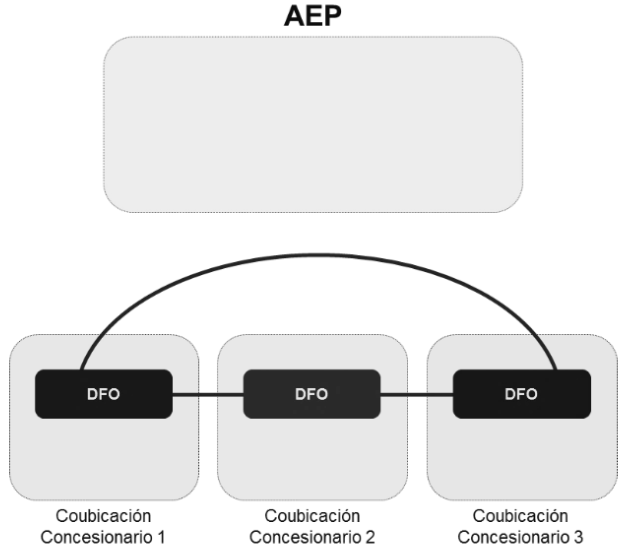 AEP
DFO
DFO
DFO
Coubicación
Concesionario 1
Coubicación
Concesionario 2
Coubicación
Concesionario 3